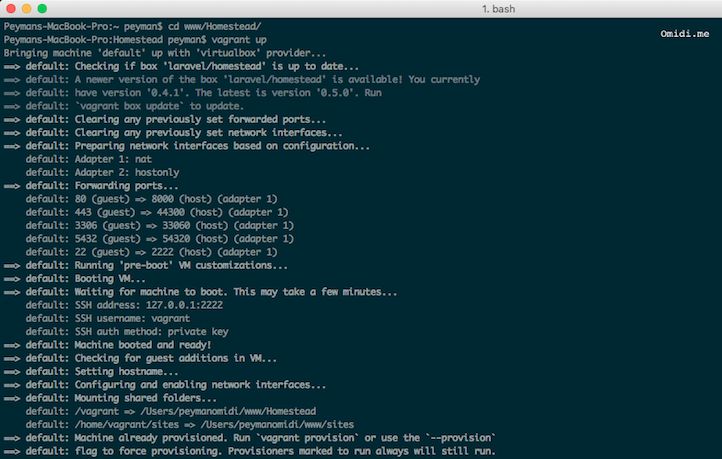 1. bash
Omidi.me
Peymans-MacBook-Pro:~ peyman$ cd www/Homestead/
Peymans-MacBook-Pro:Homestead peyman$ vagrant up
Bringing machine 'default' up with 'virtualbox' provider...
==> default: Checking if box 'laravel/homestead' is up to date...
==> default: A newer version of the box 'laravel/homestead' is available! You currently
==> default: have version '0.4.1'. The latest is version '0.5.0'. Run
==> default: `vagrant box update` to update.
==> default: Clearing any previously set forwarded ports...
==> default: Clearing any previously set network interfaces...
==> default: Preparing network interfaces based on configuration...
    default: Adapter 1: nat
    default: Adapter 2: hostonly
==> default: Forwarding ports...
    default: 80 (guest) => 8000 (host) (adapter 1)
    default: 443 (guest) => 44300 (host) (adapter 1)
    default: 3306 (guest) => 33060 (host) (adapter 1)
    default: 5432 (guest) => 54320 (host) (adapter 1)
    default: 22 (guest) => 2222 (host) (adapter 1)
==> default: Running 'pre-boot' VM customizations...
==> default: Booting VM...
==> default: Waiting for machine to boot. This may take a few minutes...
    default: SSH address: 127.0.0.1:2222
    default: SSH username: vagrant
    default: SSH auth method: private key
==> default: Machine booted and ready!
==> default: Checking for guest additions in VM...
==> default: Setting hostname...
==> default: Configuring and enabling network interfaces...
==> default: Mounting shared folders...
    default: /vagrant => /Users/peymanomidi/www/Homestead
    default: /home/vagrant/sites => /Users/peymanomidi/www/sites
==> default: Machine already provisioned. Run `vagrant provision` or use the `--provision`
==> default: flag to force provisioning. Provisioners marked to run always will still run.